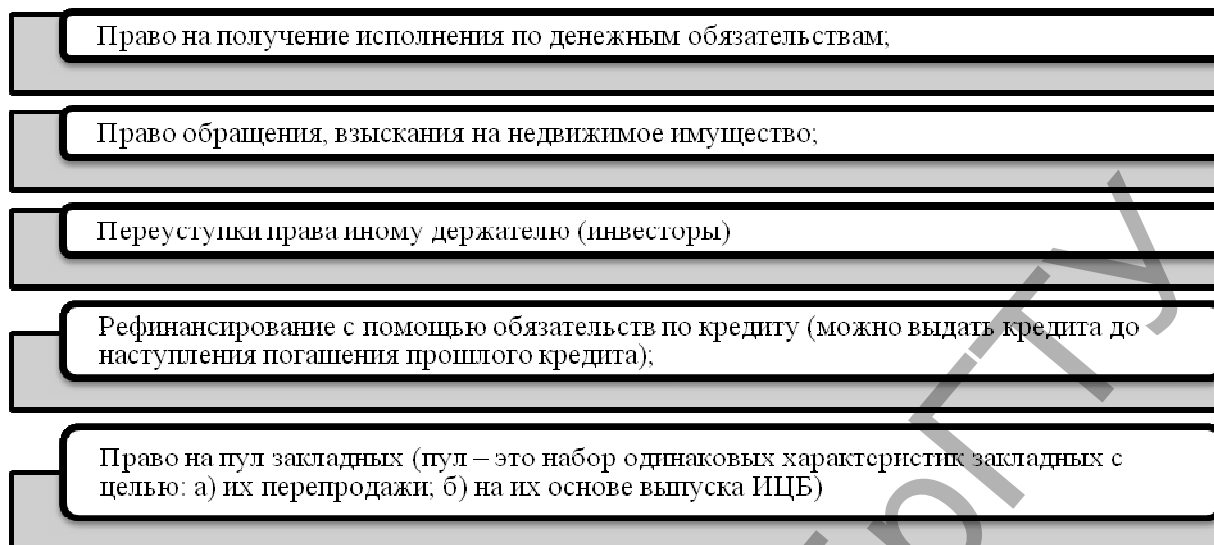 Право на получение исполнения по денежным обязательствам;
Право обращения, взыскания на недвижимое имущество;
Переуступки права иному держателю (инвесторы)
Рефинансирование с помощью обязательств по кредиту (можно выдать кредита до
наступления погашения прошлого кредита);
Право на пул закладных (пул – это набор одинаковых характеристик закладных с
целью: а) их перепродажи; б) на их основе выпуска ИЦБ)